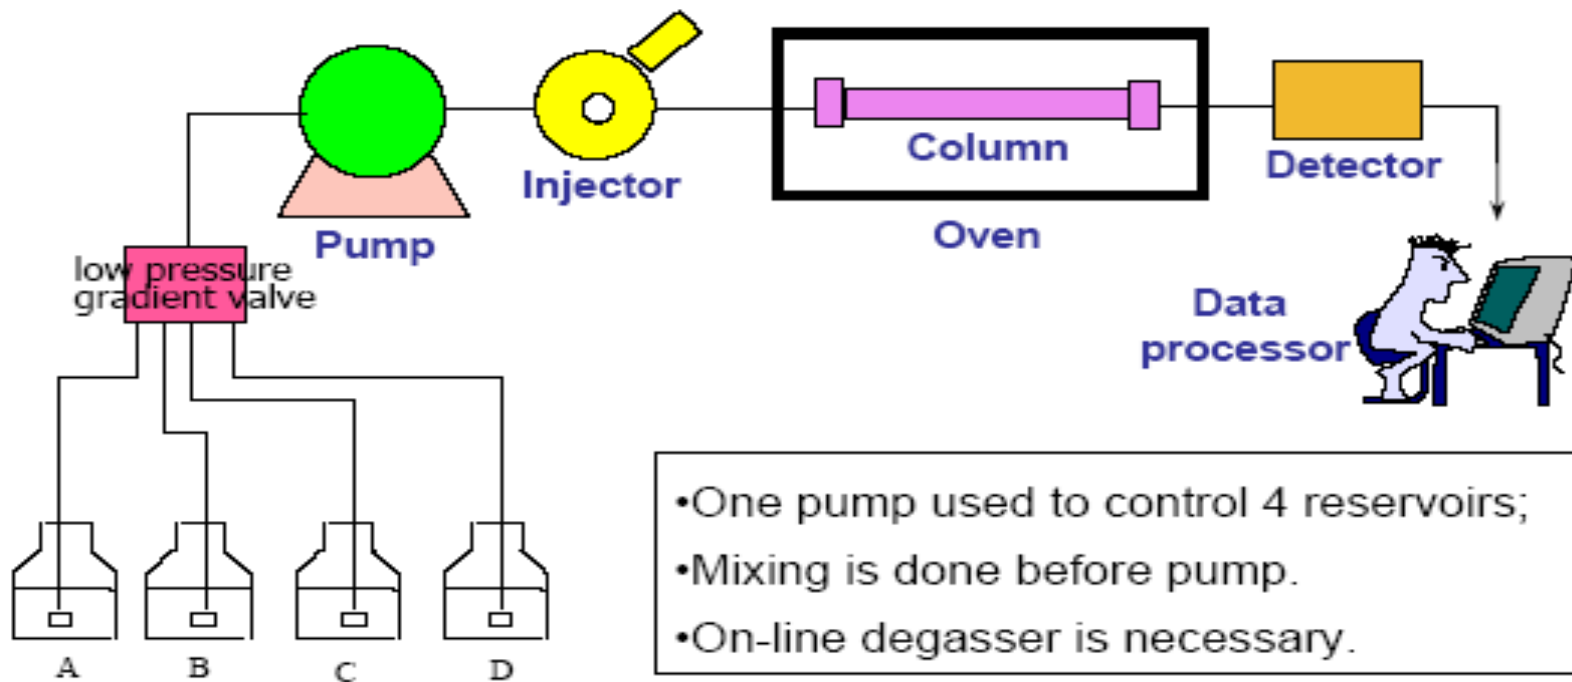 Pump
Injector
Column
Oven
Detector
Data
processor
low pressure
gradient valve
A
B
C
D
•One pump used to control 4 reservoirs;
•Mixing is done before pump.
•On-line degasser is necessary.